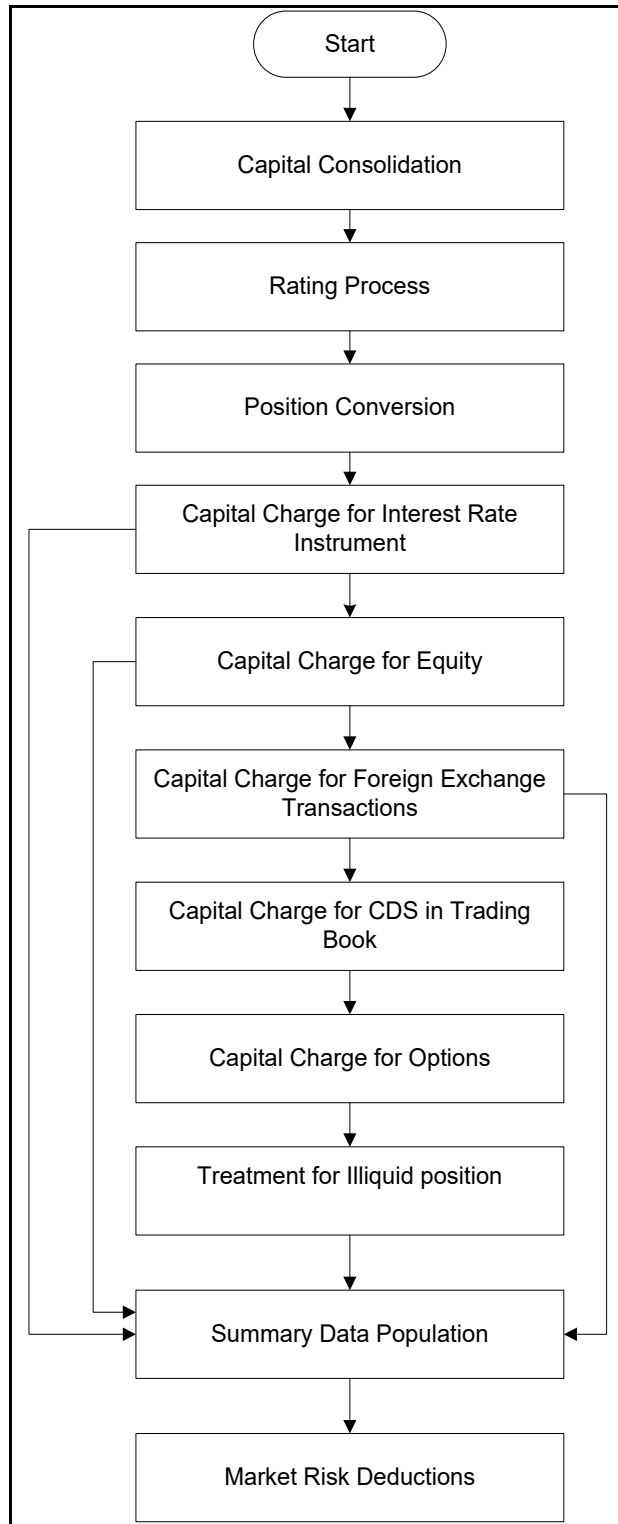 Start
Capital Consolidation
Rating Process
Position Conversion
Capital Charge for Interest Rate
Instrument
Capital Charge for Equity
Capital Charge for Foreign Exchange
Transactions
Capital Charge for CDS in Trading
Book
Capital Charge for Options
Treatment for Illiquid position
Summary Data Population
Market Risk Deductions